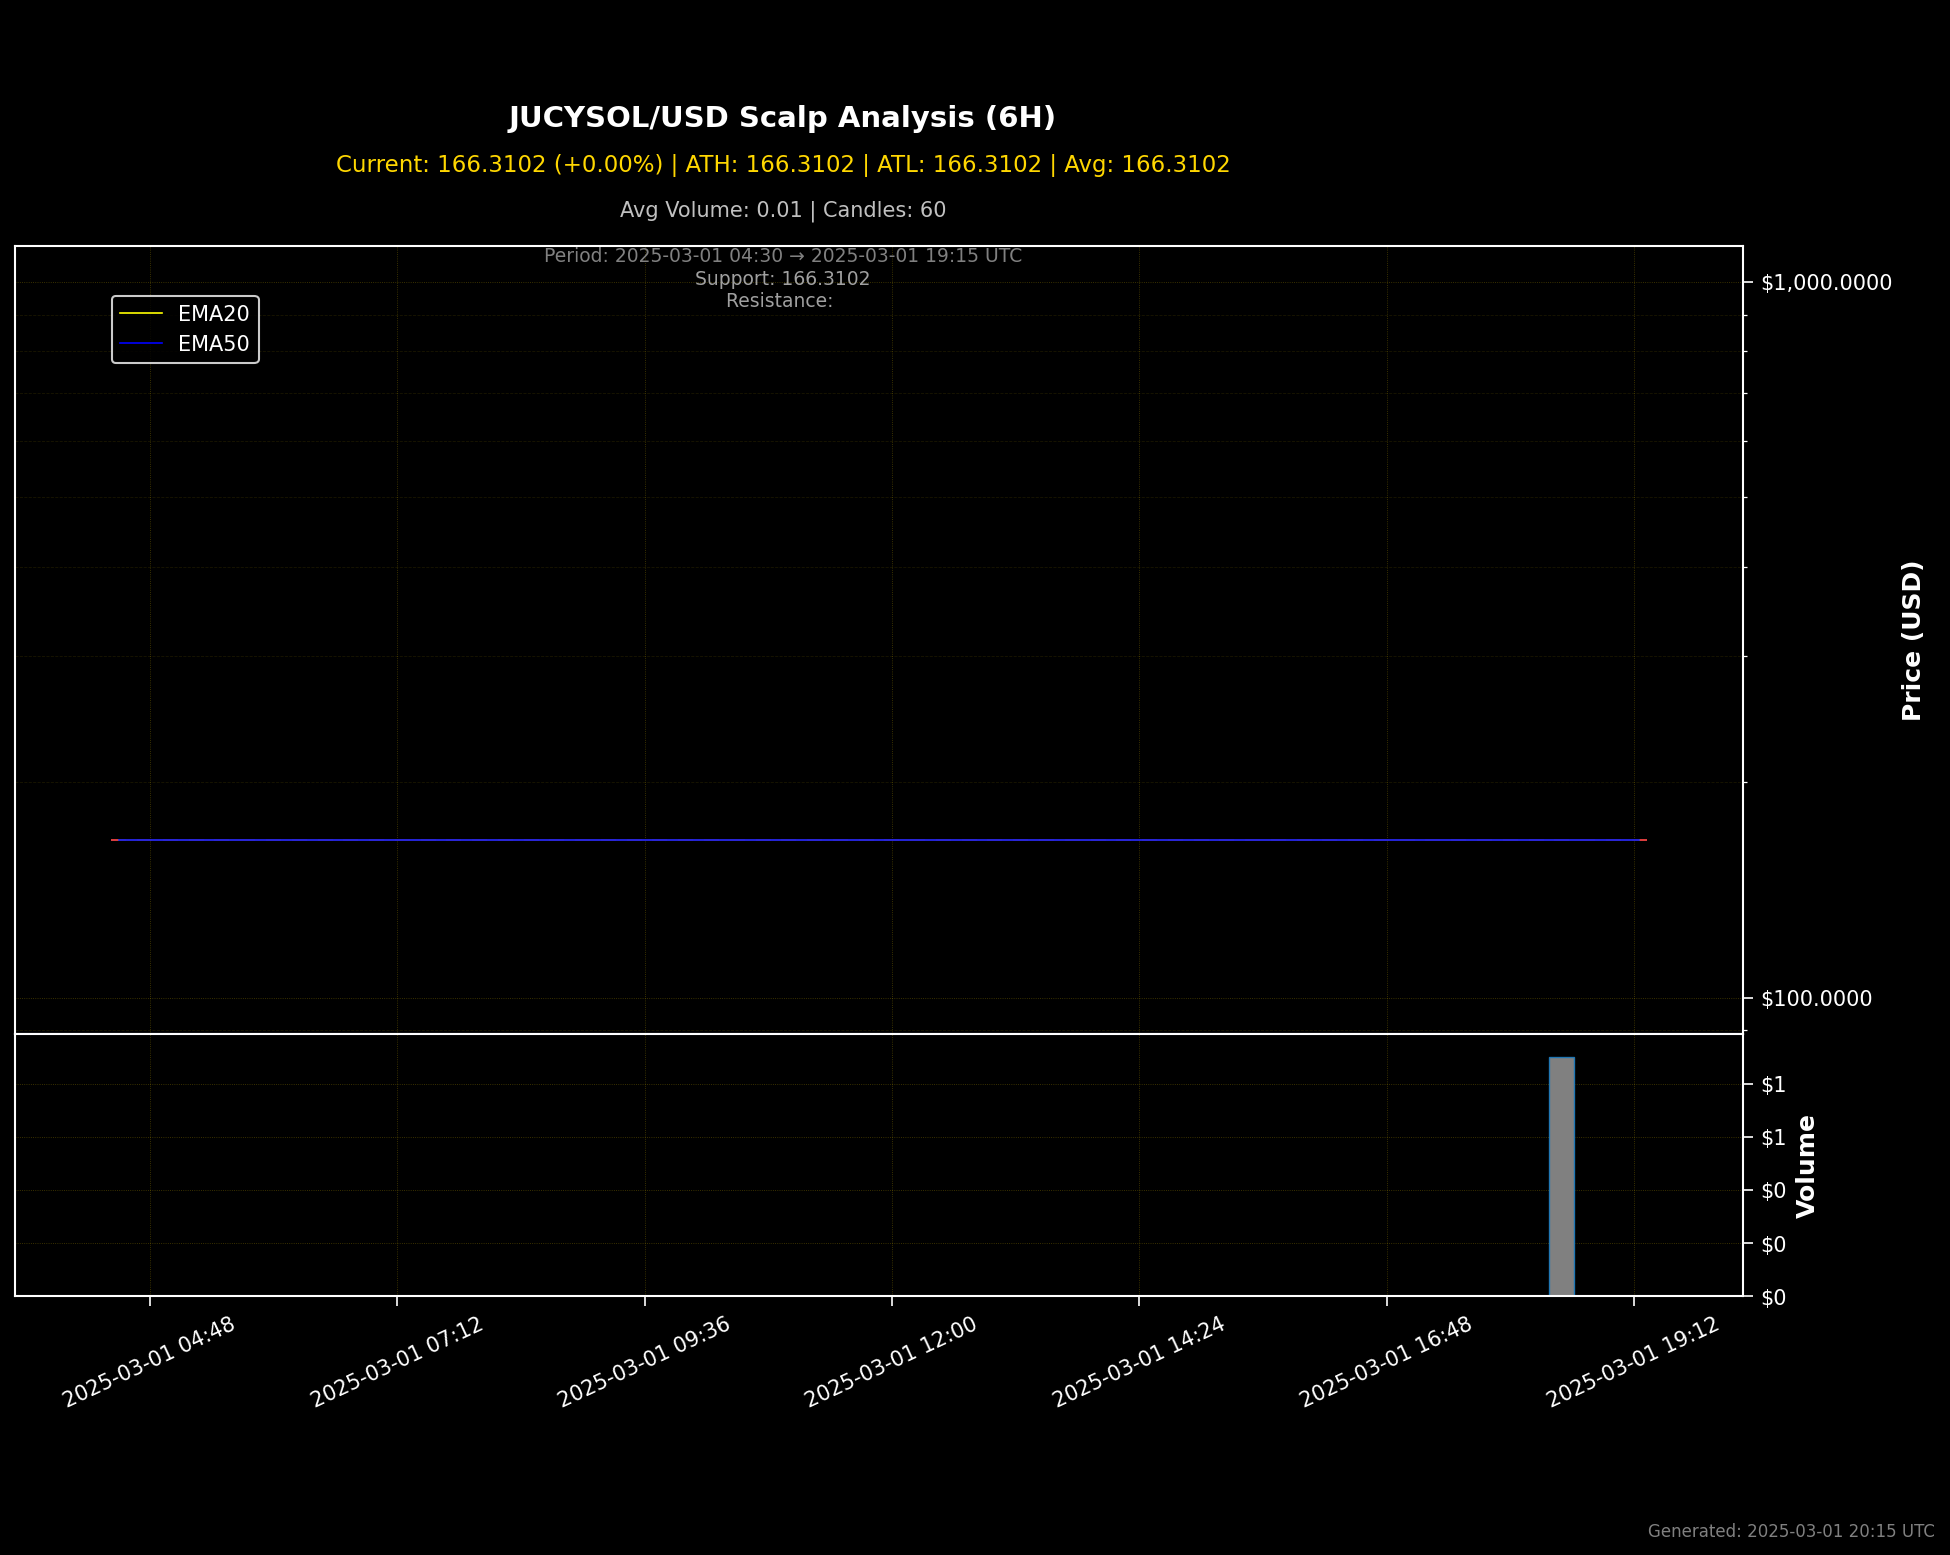 JUCYSOL/USD Scalp Analysis (6H)
Current: 166.3102 (+0.00%) | ATH: 166.3102 | ATL: 166.3102 | Avg: 166.3102
Avg Volume: 0.01 | Candles: 60
Period: 2025-03-01 04:30 → 2025-03-01 19:15 UTC
Support: 166.3102
Resistance:
EMA20
EMA50
$1,000.0000
$100.0000
Price (USD)
$1
$1
$0
$0
$0
Volume
2025-03-01 04:48
2025-03-01 07:12
2025-03-01 09:36
2025-03-01 12:00
2025-03-01 14:24
2025-03-01 16:48
2025-03-01 19:12
Generated: 2025-03-01 20:15 UTC